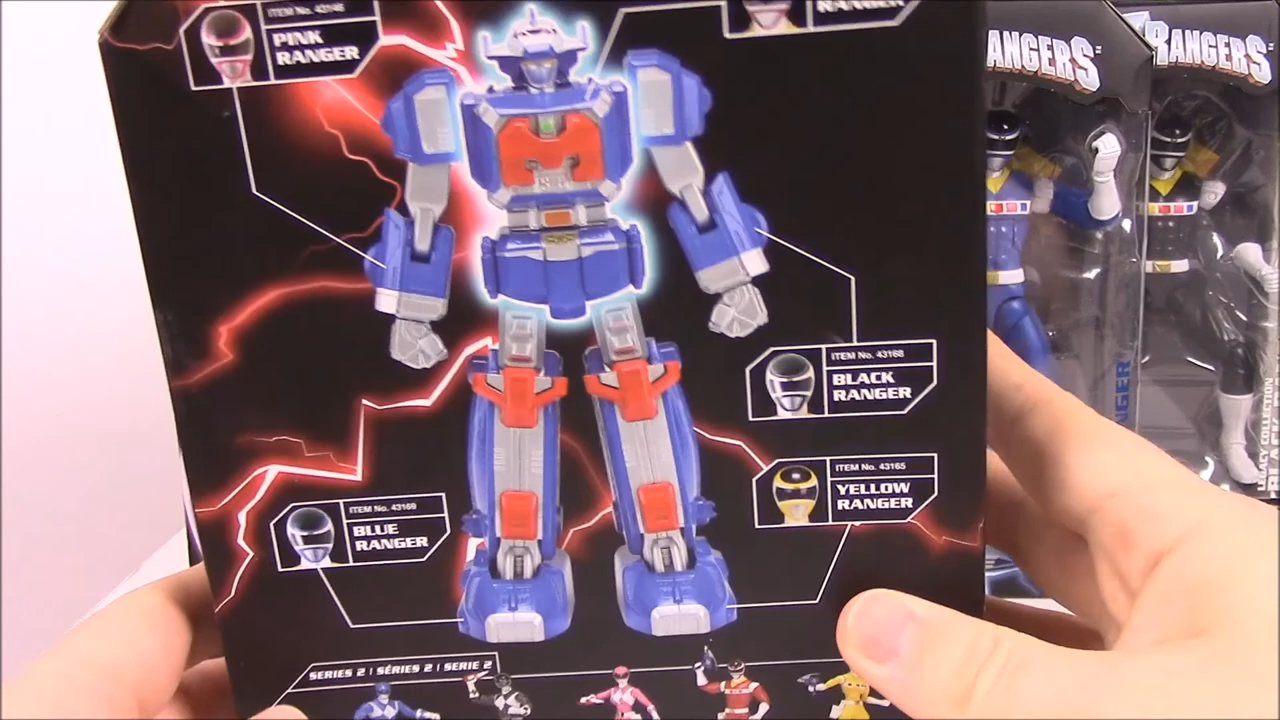 ITEM No. 43146
PINK
RANGER
RANGER
ANGERS
RANGERS
ITEM No. 43168
BLACK
RANGER
ITEM No. 43165
YELLOW
RANGER
ITEM No. 43169
BLUE
RANGER
SERIES 2 | SÉRIES 2 | SERIE 2